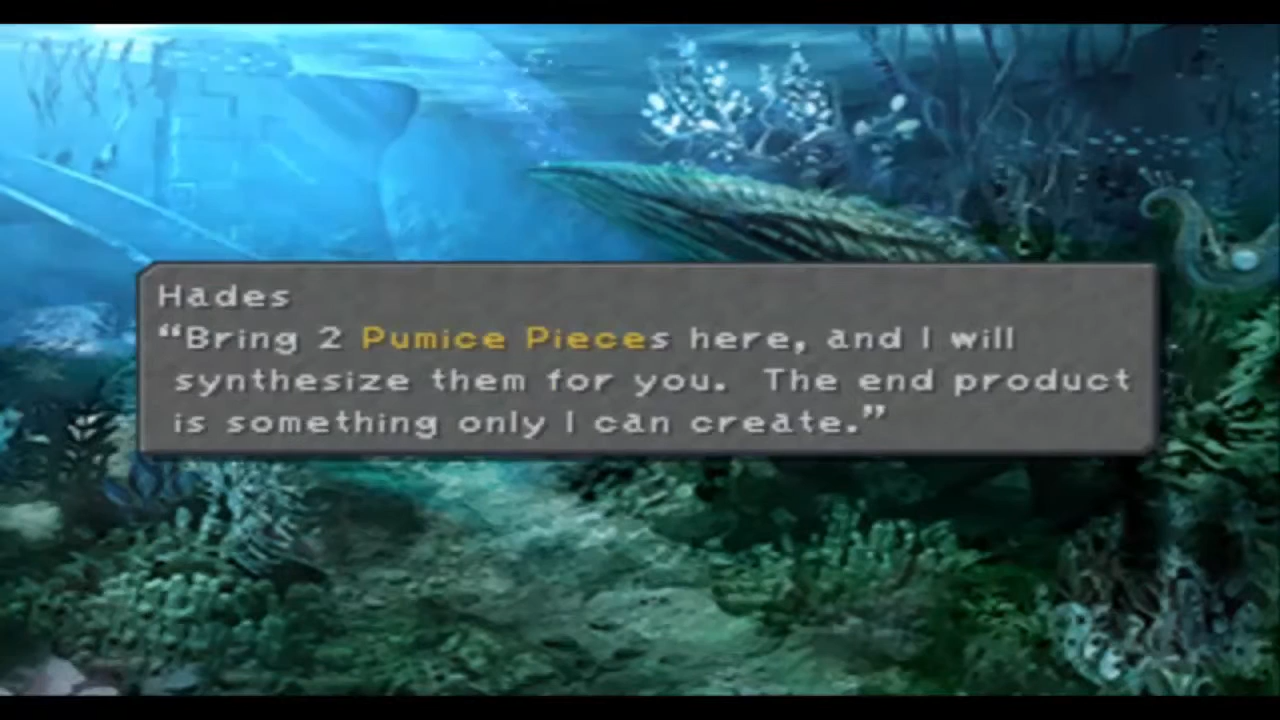 Hades
“Bring 2 Pumice Pieces here, and I will
synthesize them for you. The end product
is something only I can create.”